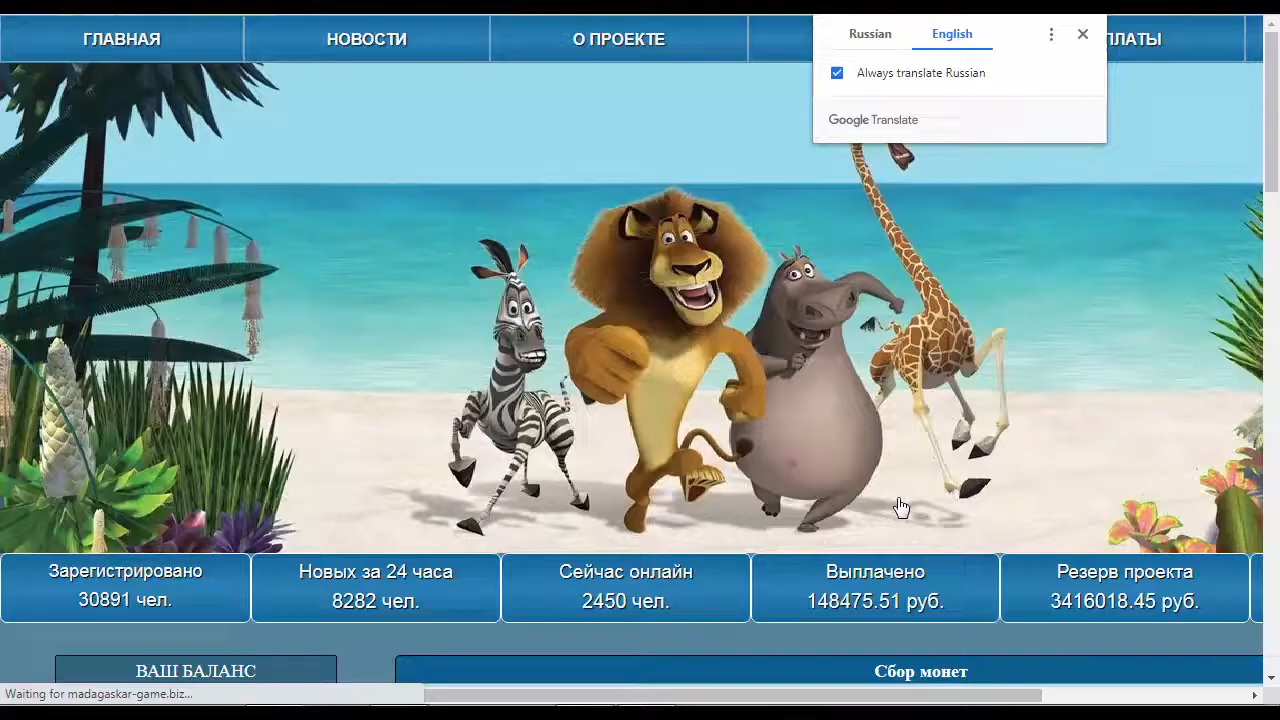 ГЛАВНАЯ
НОВОСТИ
О ПРОЕКТЕ
Russian
English
Always translate Russian
Google Translate
Зарегистрировано
30891 чел.
Новых за 24 часа
8282 чел.
Сейчас онлайн
2450 чел.
Выплачено
148475.51 руб.
Резерв проекта
3416018.45 руб.
ВАШ БАЛАНС
Сбор монет
Waiting for madagaskar-game.biz...